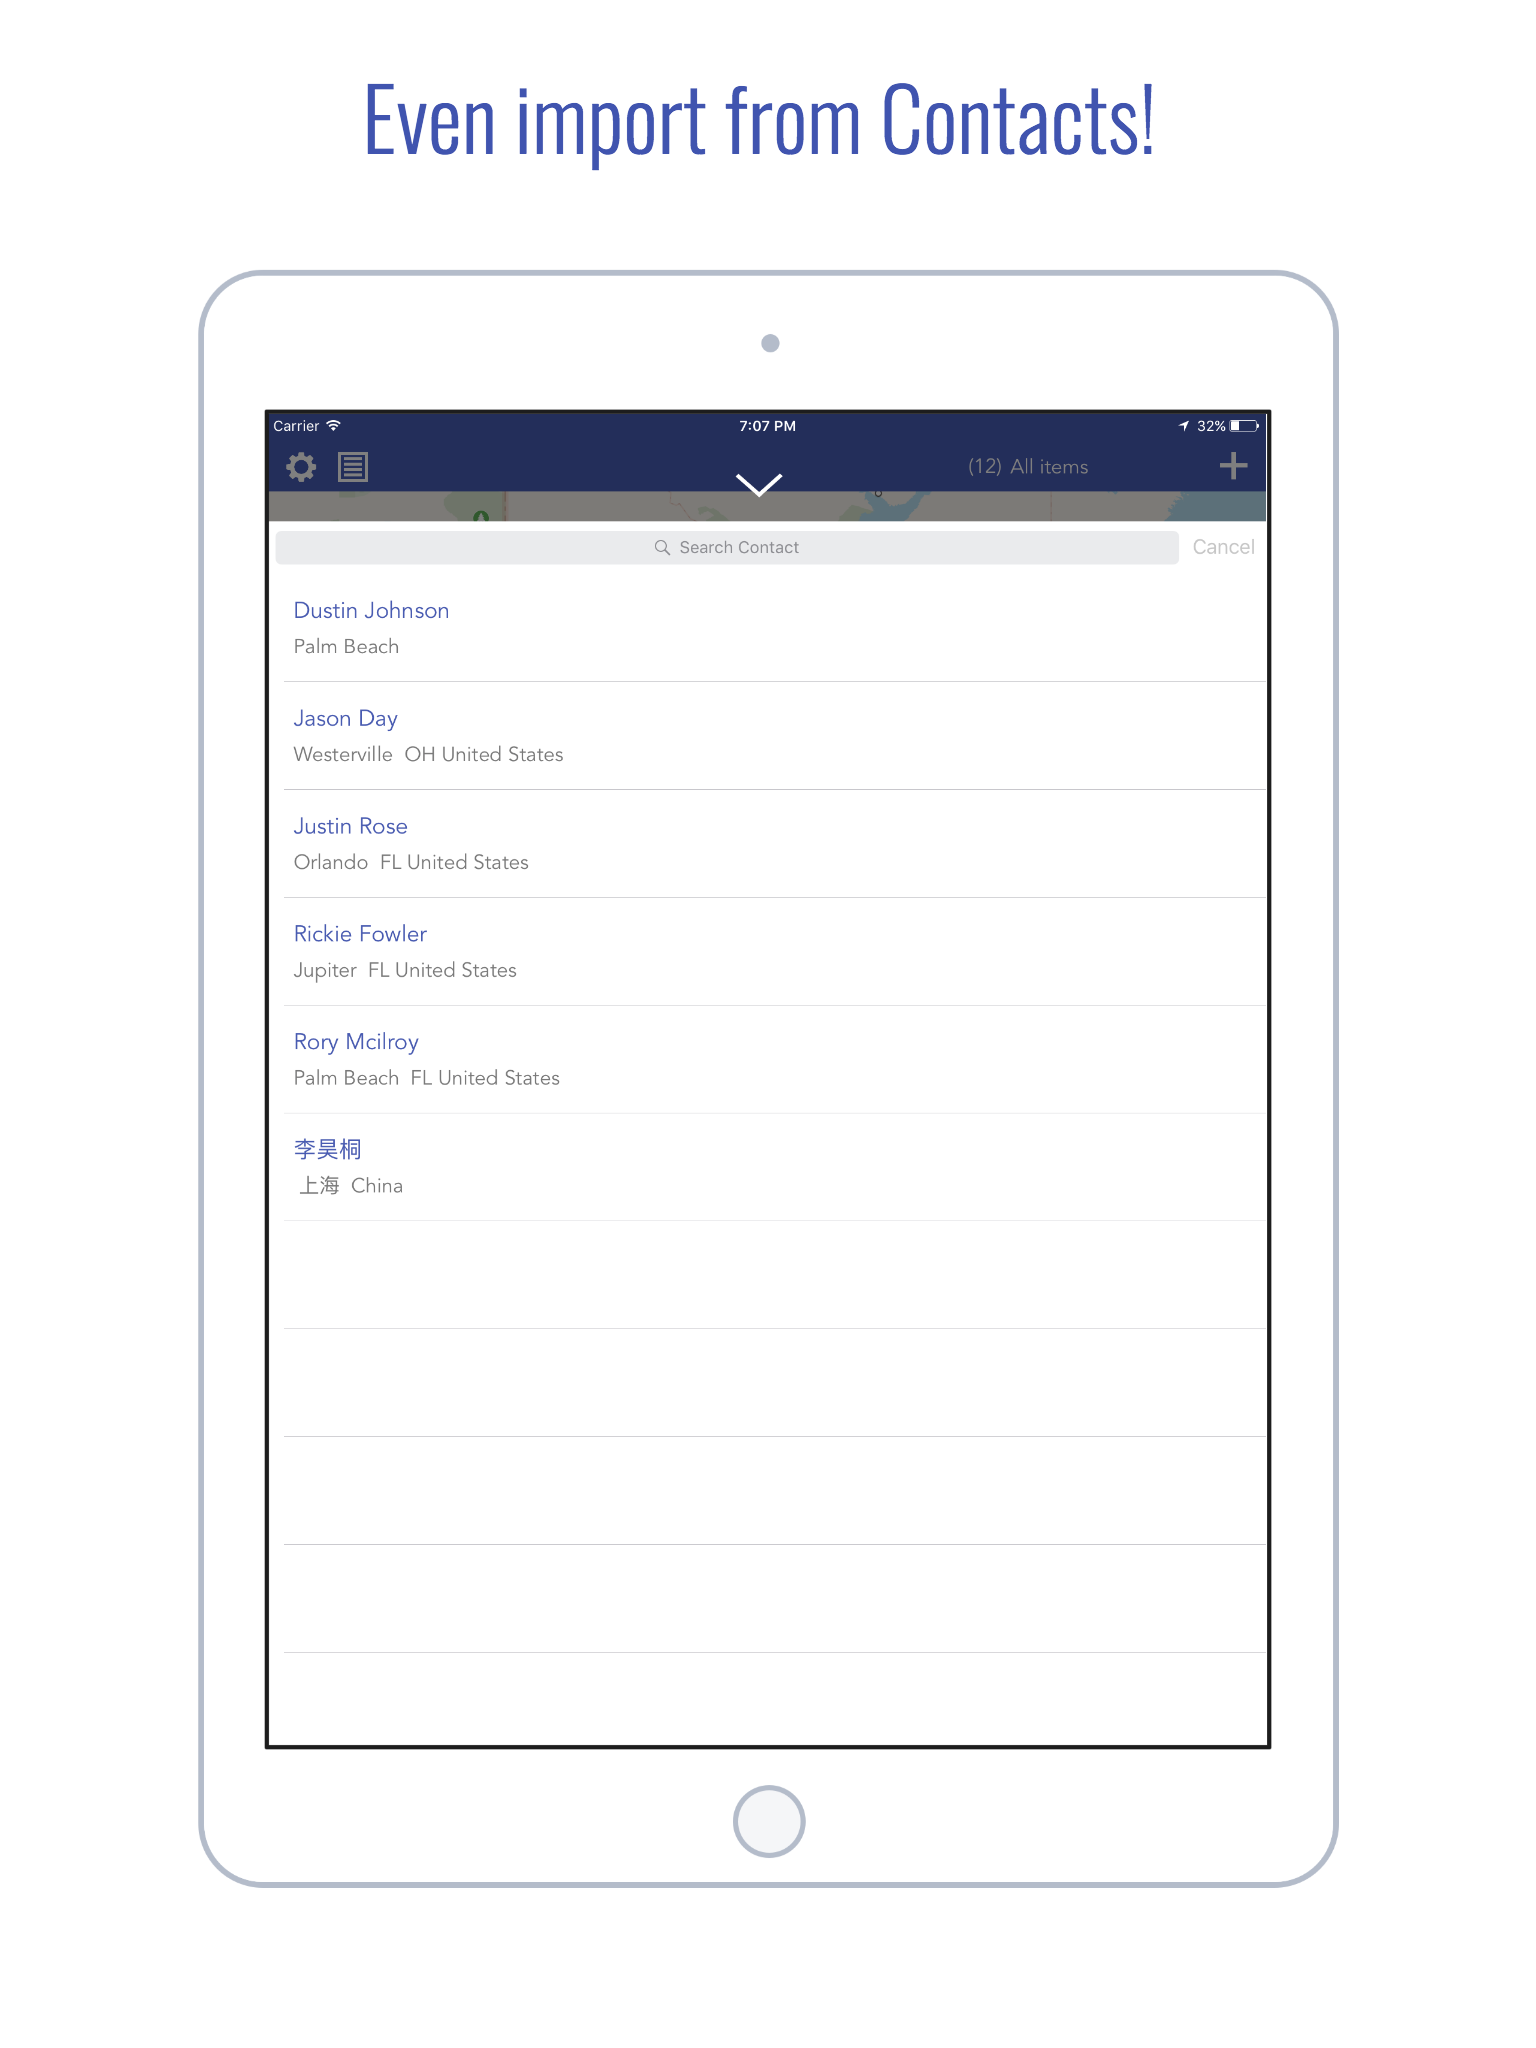 Even import from Contacts!
Carrier 7:07 PM 32%
(12) All items
Search Contact Cancel
Dustin Johnson
Palm Beach
Jason Day
Westerville OH United States
Justin Rose
Orlando FL United States
Rickie Fowler
Jupiter FL United States
Rory Mcilroy
Palm Beach FL United States
李昊桐
上海 China